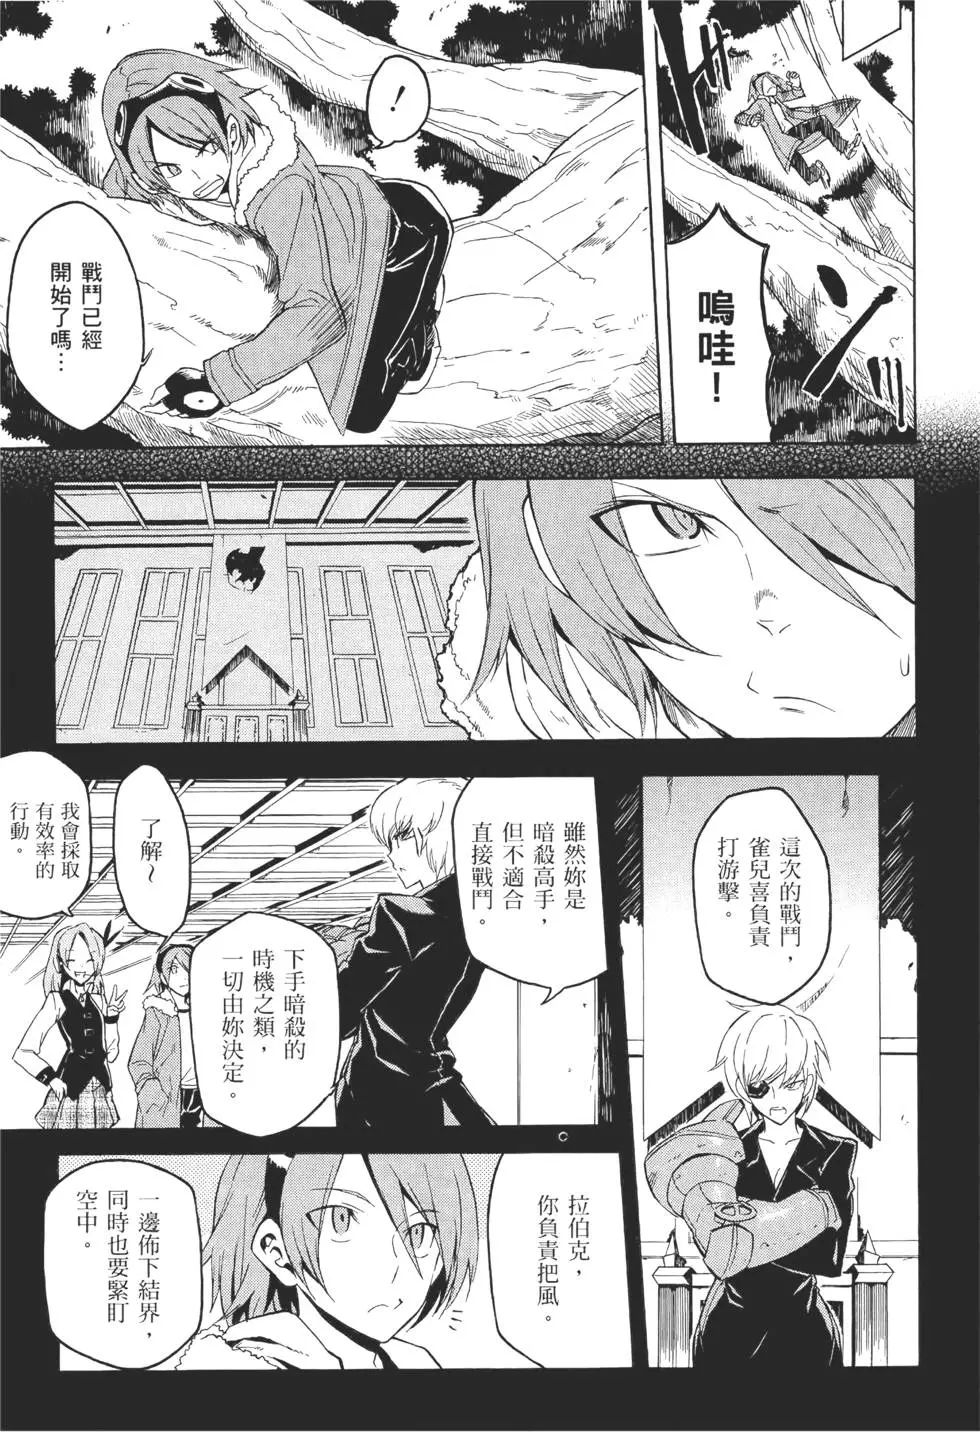 嗚哇！
！
戰鬥已經
開始了嗎…
這次的戰鬥
雀兒喜負責
打游擊。
雖然妳是
暗殺高手，
但不適合
直接戰鬥。
下手暗殺的
時機之類，
一切由妳決定。
了解～
我會採取
有效率的
行動。
拉伯克，
你負責把風。
一邊佈下結界，
同時也要緊盯
空中。